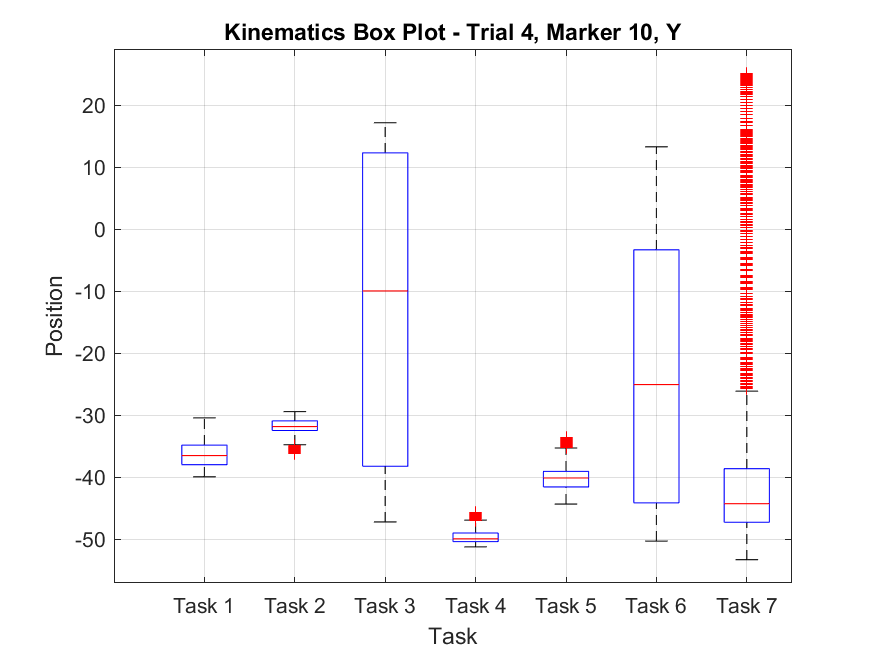 Kinematics Box Plot - Trial 4, Marker 10, Y
20
10
0
-10
-20
-30
-40
-50
Position
Task 1 Task 2 Task 3 Task 4 Task 5 Task 6 Task 7
Task